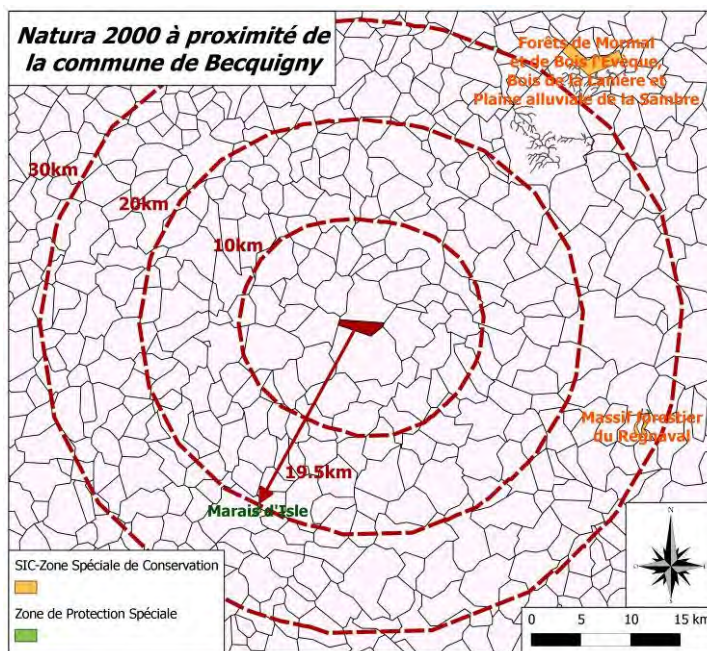 Natura 2000 à proximité de
la commune de Becquigny
Forêts de Mormal
et de Bois l'Evêque,
Bois de la Lanière et
Plaine alluviale de la Sambre
30km
20km
10km
Massif forestier
du Régnaval
19.5km
Marais d'Isle
SIC-Zone Spéciale de Conservation
Zone de Protection Spéciale
N
O
E
S
0 5 10 15 km